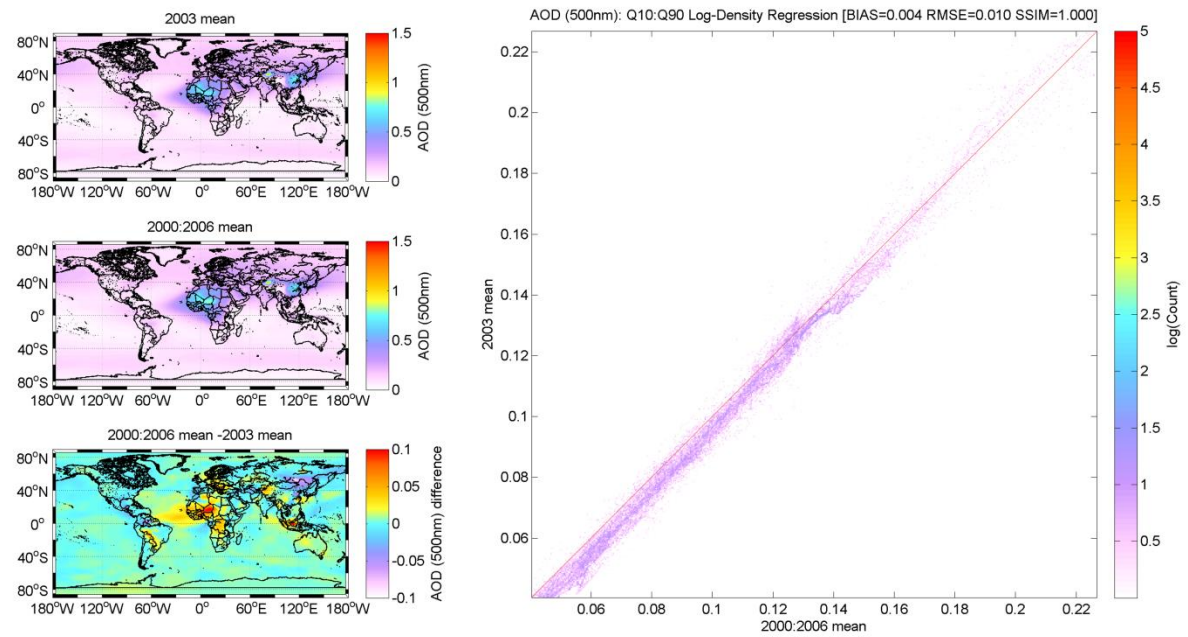 2003 mean
80°N
40°N
0°
40°S
80°S
180°W 120°W 60°W 0° 60°E 120°E 180°W
1.5
1
0.5
0
AOD (500nm)
2000:2006 mean
80°N
40°N
0°
40°S
80°S
180°W 120°W 60°W 0° 60°E 120°E 180°W
1.5
1
0.5
0
AOD (500nm)
2000:2006 mean -2003 mean
80°N
40°N
0°
40°S
80°S
180°W 120°W 60°W 0° 60°E 120°E 180°W
0.1
0.05
0
-0.05
-0.1
AOD (500nm) difference
AOD (500nm): Q10:Q90 Log-Density Regression [BIAS=0.004 RMSE=0.010 SSIM=1.000]
0.22
0.2
0.18
0.16
0.14
0.12
0.1
0.08
0.06
2003 mean
0.06 0.08 0.1 0.12 0.14 0.16 0.18 0.2 0.22
2000:2006 mean
5
4.5
4
3.5
3
2.5
2
1.5
1
0.5
log(Count)